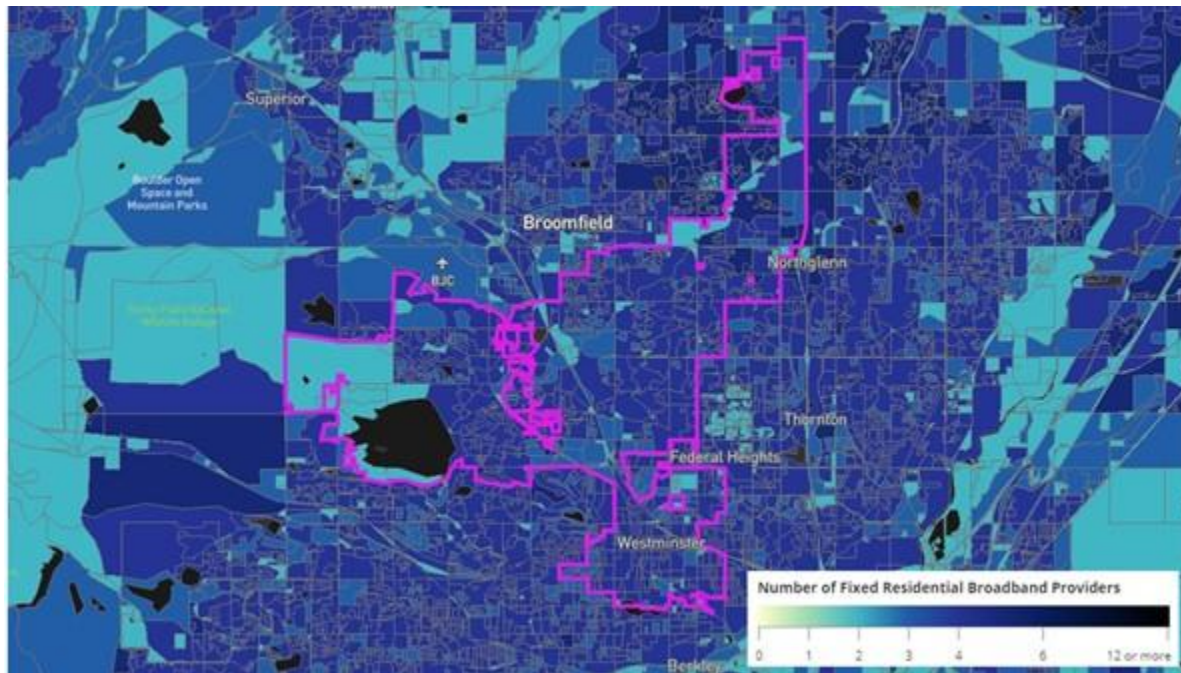 Superior
Boulder Open
Space and
Mountain Parks
Broomfield
BJC
Northglenn
Thornton
Federal Heights
Westminster
Berkley
Number of Fixed Residential Broadband Providers
0 1 2 3 4 6 12 or more